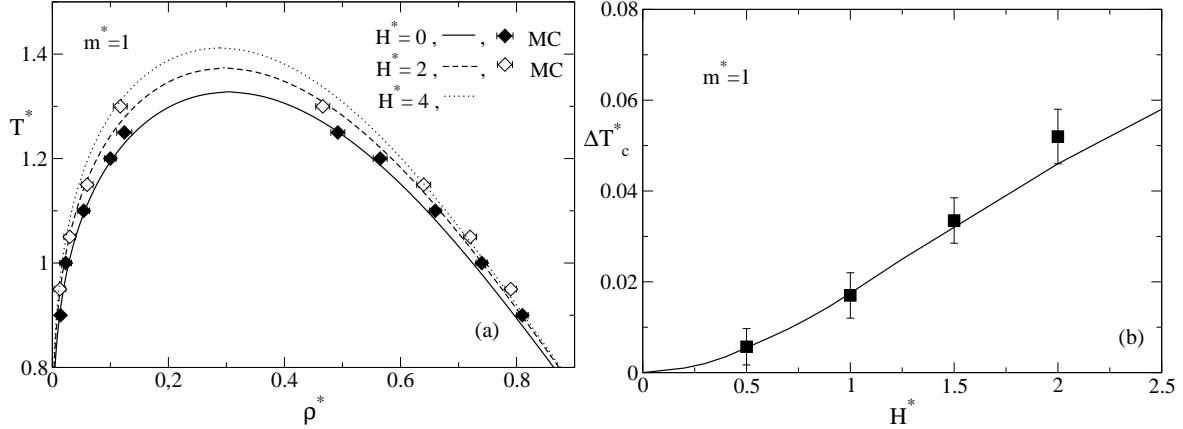 m*=1
H*= 0 , , MC
H*= 2 , , MC
H*= 4 ,
T*
1.4
1.2
1
0.8
0
0,2
0.4
0.6
0.8
ρ*
(a)
m*=1
ΔT*c
0.08
0.06
0.04
0.02
0
0
0.5
1
1.5
2
2.5
H*
(b)